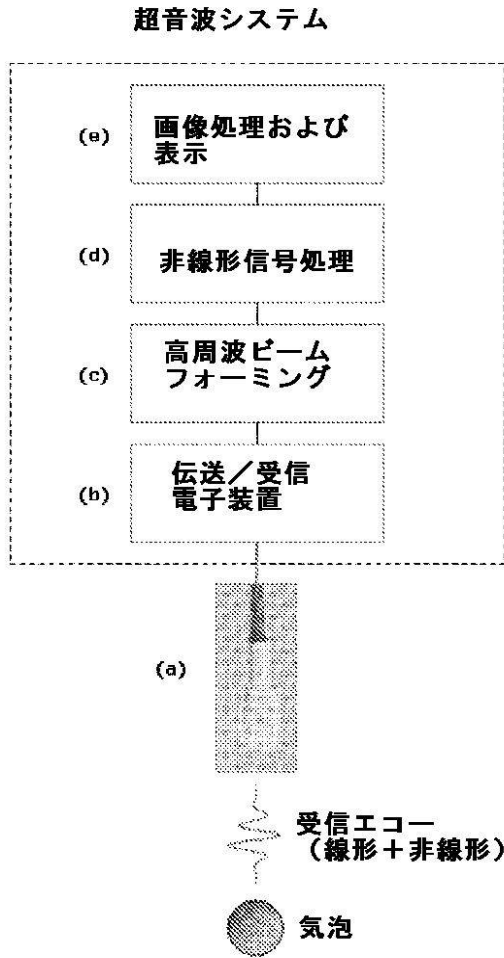 超音波システム
(e)
画像処理および
表示
(d)
非線形信号処理
(c)
高周波ビーム
フォーミング
(b)
伝送／受信
電子装置
(a)
受信エコー
（線形＋非線形）
気泡